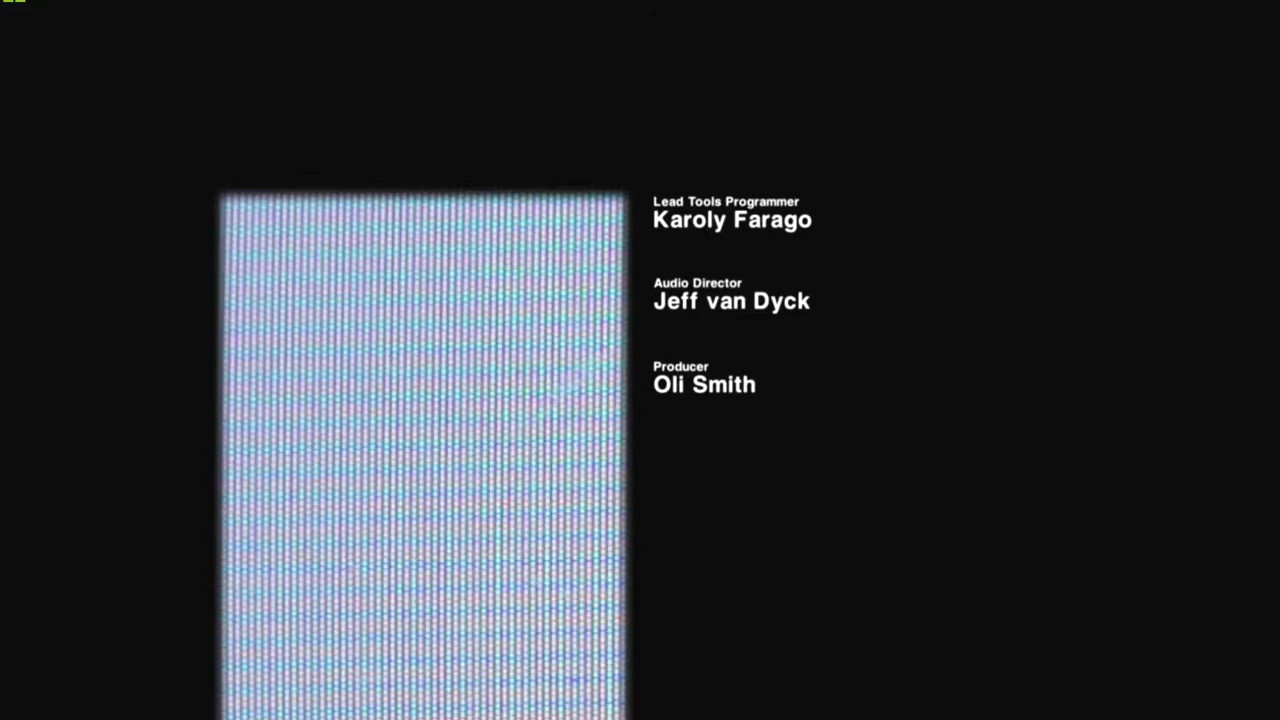 Lead Tools Programmer
Karoly Farago
Audio Director
Jeff van Dyck
Producer
Oli Smith